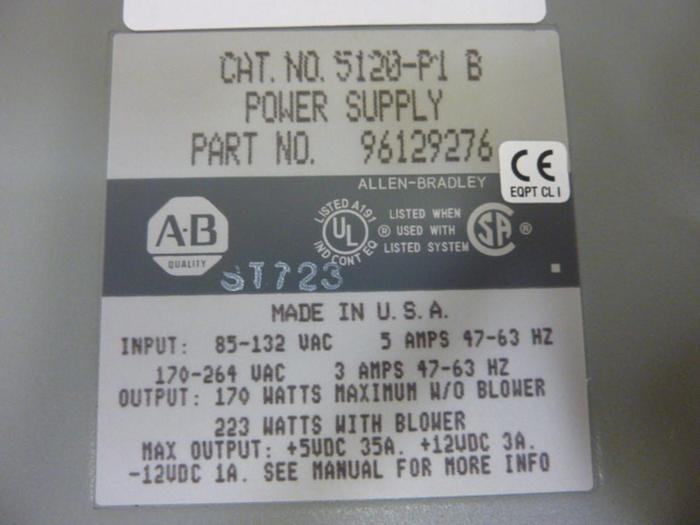 CAT. NO. 5120-P1 B
POWER SUPPLY
PART NO. 96129276
CE
EQPT CL I
ALLEN-BRADLEY
A-B
QUALITY
LISTED A191
UL
®
IND CONT EQ
LISTED WHEN
USED WITH
LISTED SYSTEM
SA ®
ST723
MADE IN U.S.A.
INPUT: 85-132 VAC 5 AMPS 47-63 HZ
170-264 VAC 3 AMPS 47-63 HZ
OUTPUT: 170 WATTS MAXIMUM W/O BLOWER
223 WATTS WITH BLOWER
MAX OUTPUT: +5VDC 35A. +12VDC 3A.
-12VDC 1A. SEE MANUAL FOR MORE INFO